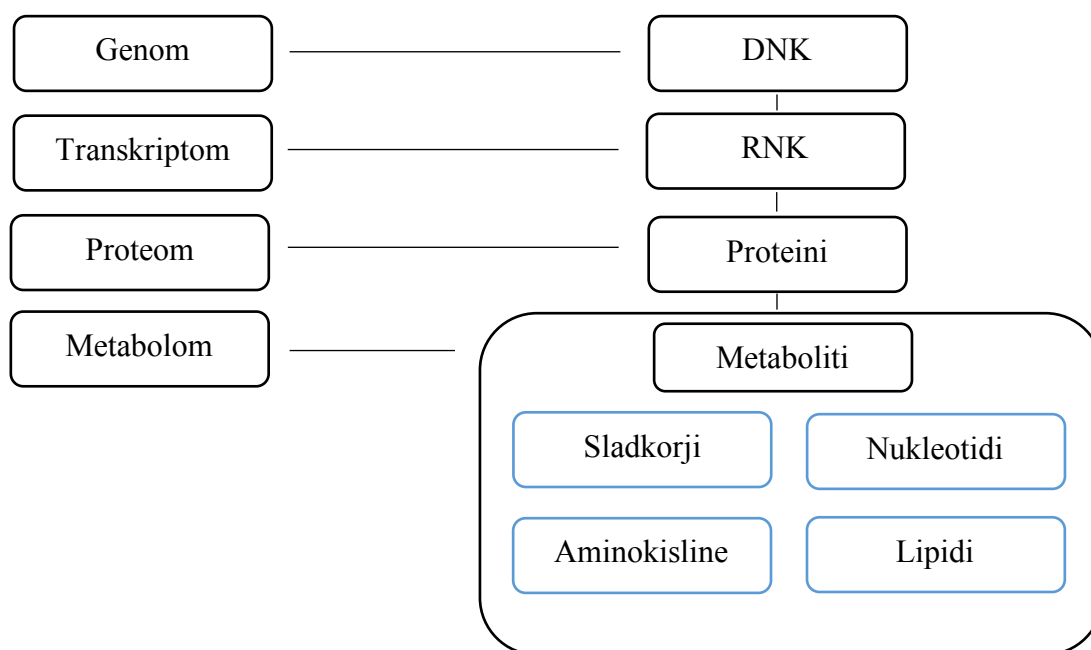 Genom
DNK
Transkriptom
RNK
Proteom
Proteini
Metabolom
Metaboliti
Sladkorji
Nukleotidi
Aminokisline
Lipidi